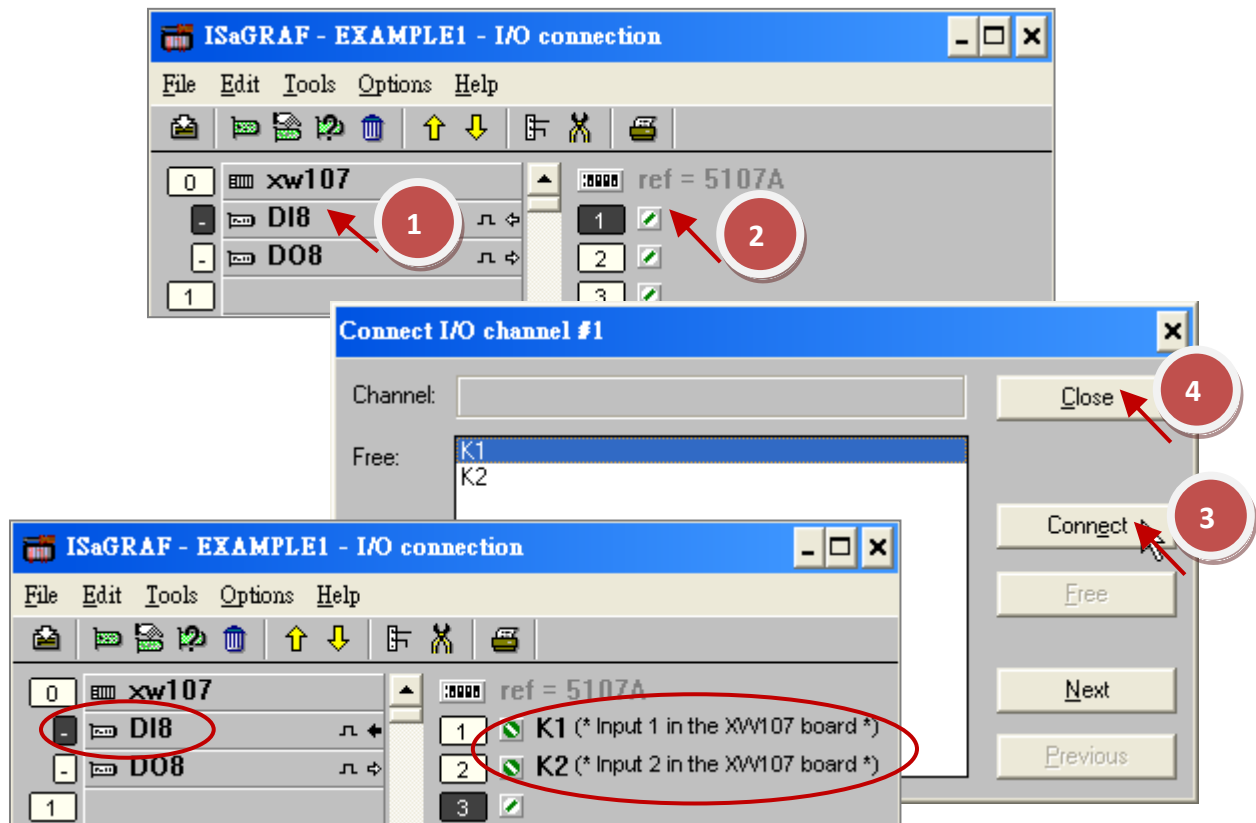 ISaGRAF - EXAMPLE1 - I/O connection
File Edit Tools Options Help
0 xw107 ref = 5107A
- DI8 1 1 2
- DO8 2
1 3
Connect I/O channel #1
Channel: Close 4
Free: K1
K2
Connect 3
Free
Next
Previous
ISaGRAF - EXAMPLE1 - I/O connection
File Edit Tools Options Help
0 xw107 ref = 5107A
- DI8 1 K1 (* Input 1 in the XW107 board *)
- DO8 2 K2 (* Input 2 in the XW107 board *)
1 3